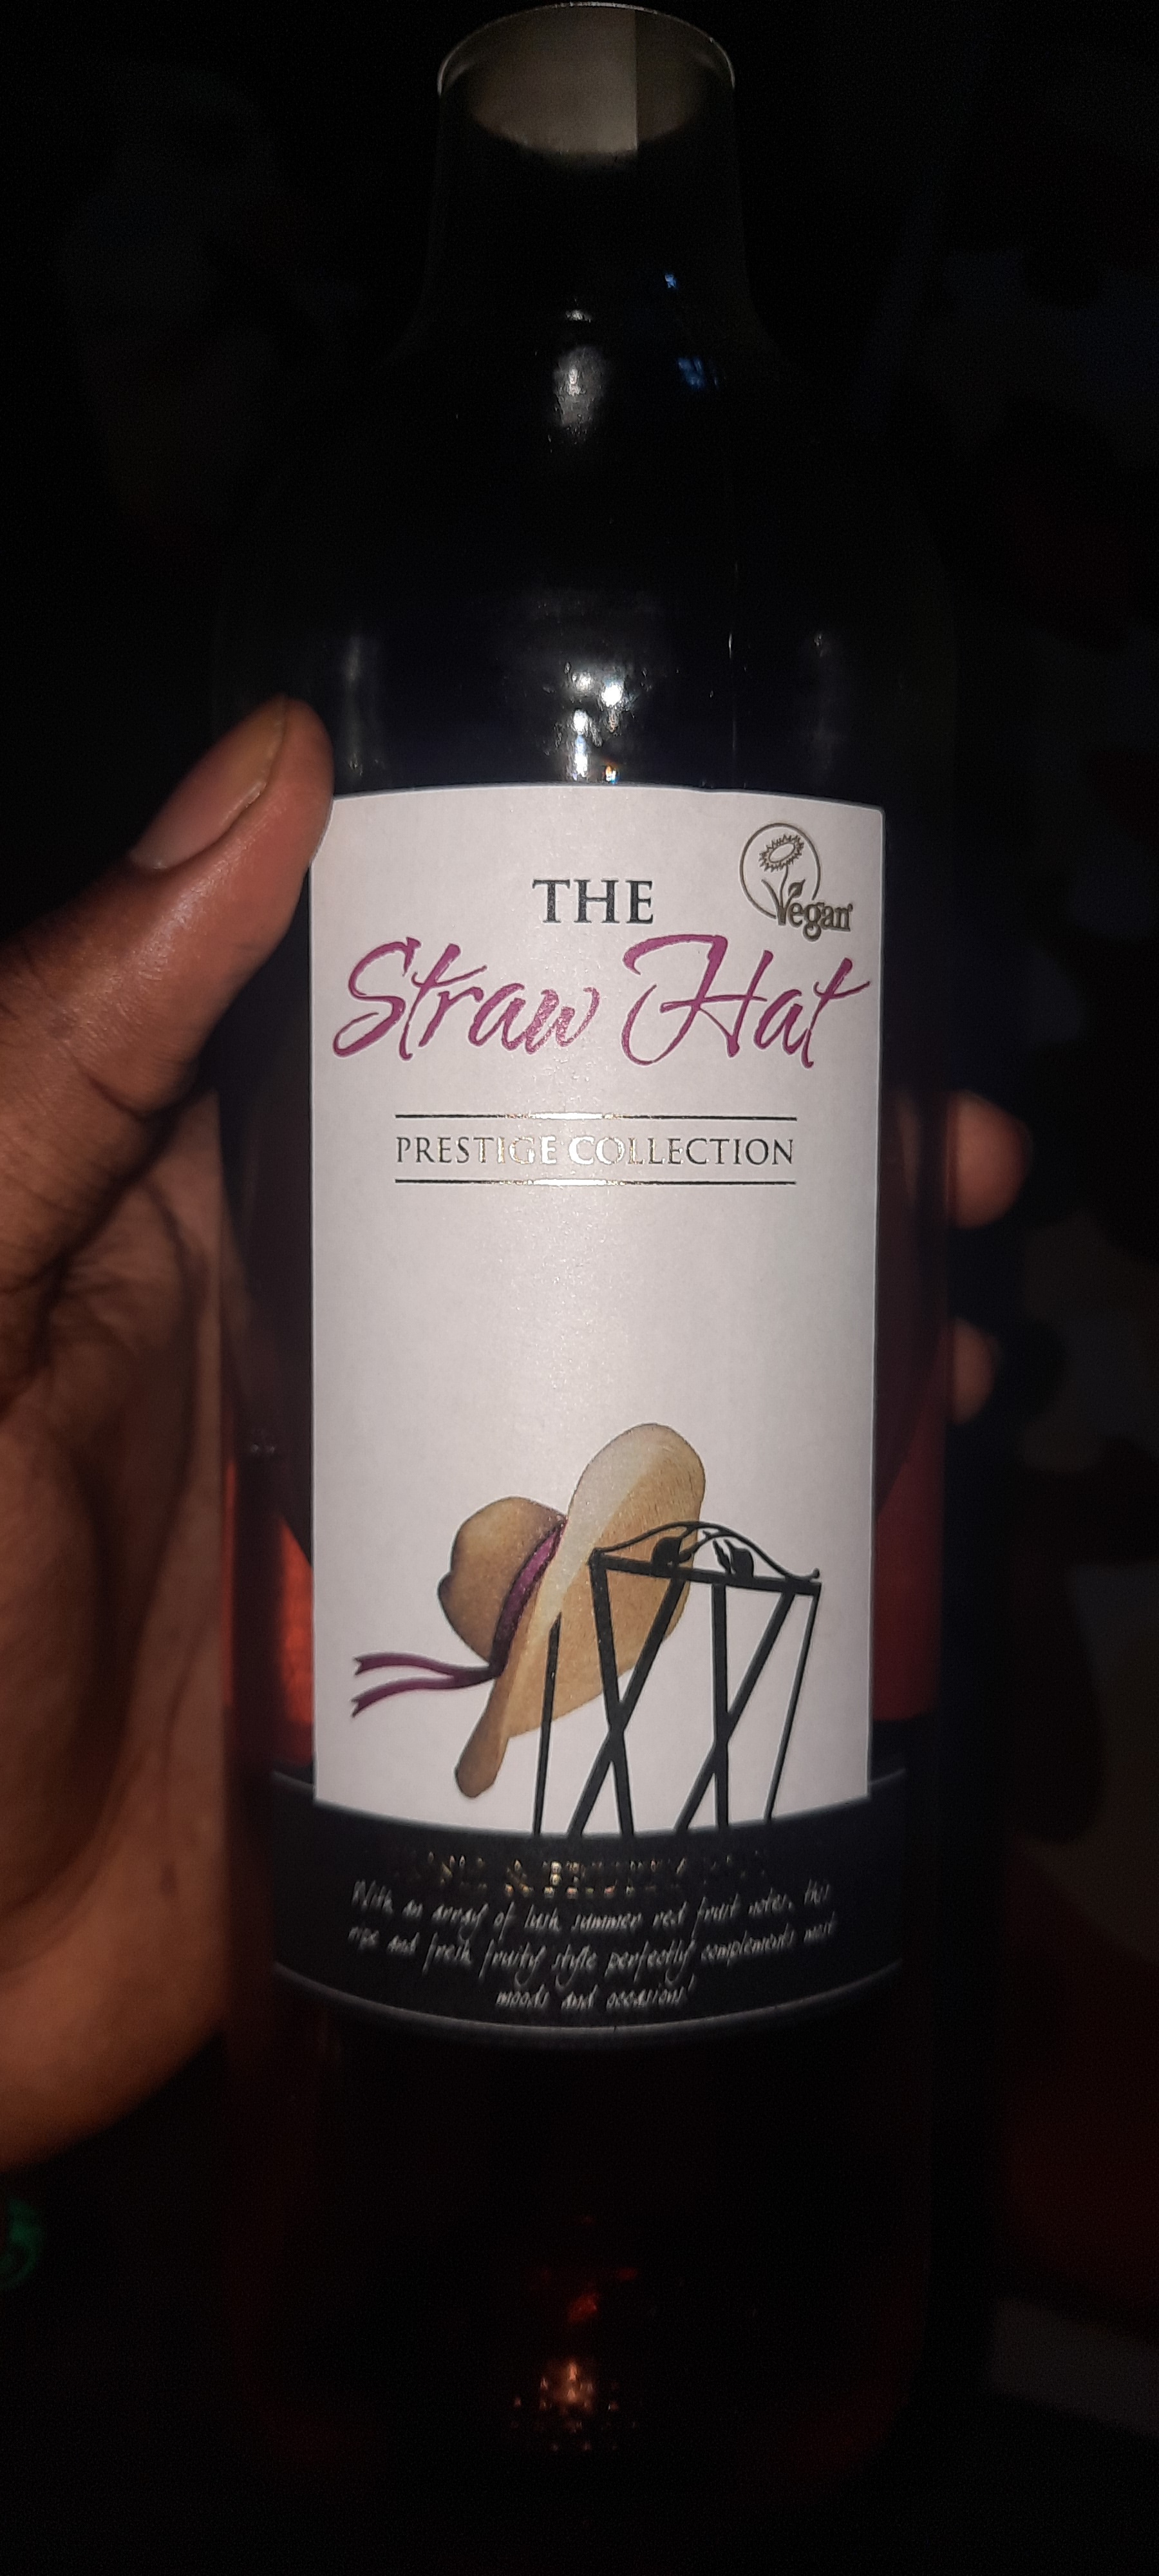 THE
Vegan
Straw Hat
PRESTIGE COLLECTION
With an array of lush summer red fruit notes, this
ripe and fresh fruity style perfectly complements most
moods and occasions'